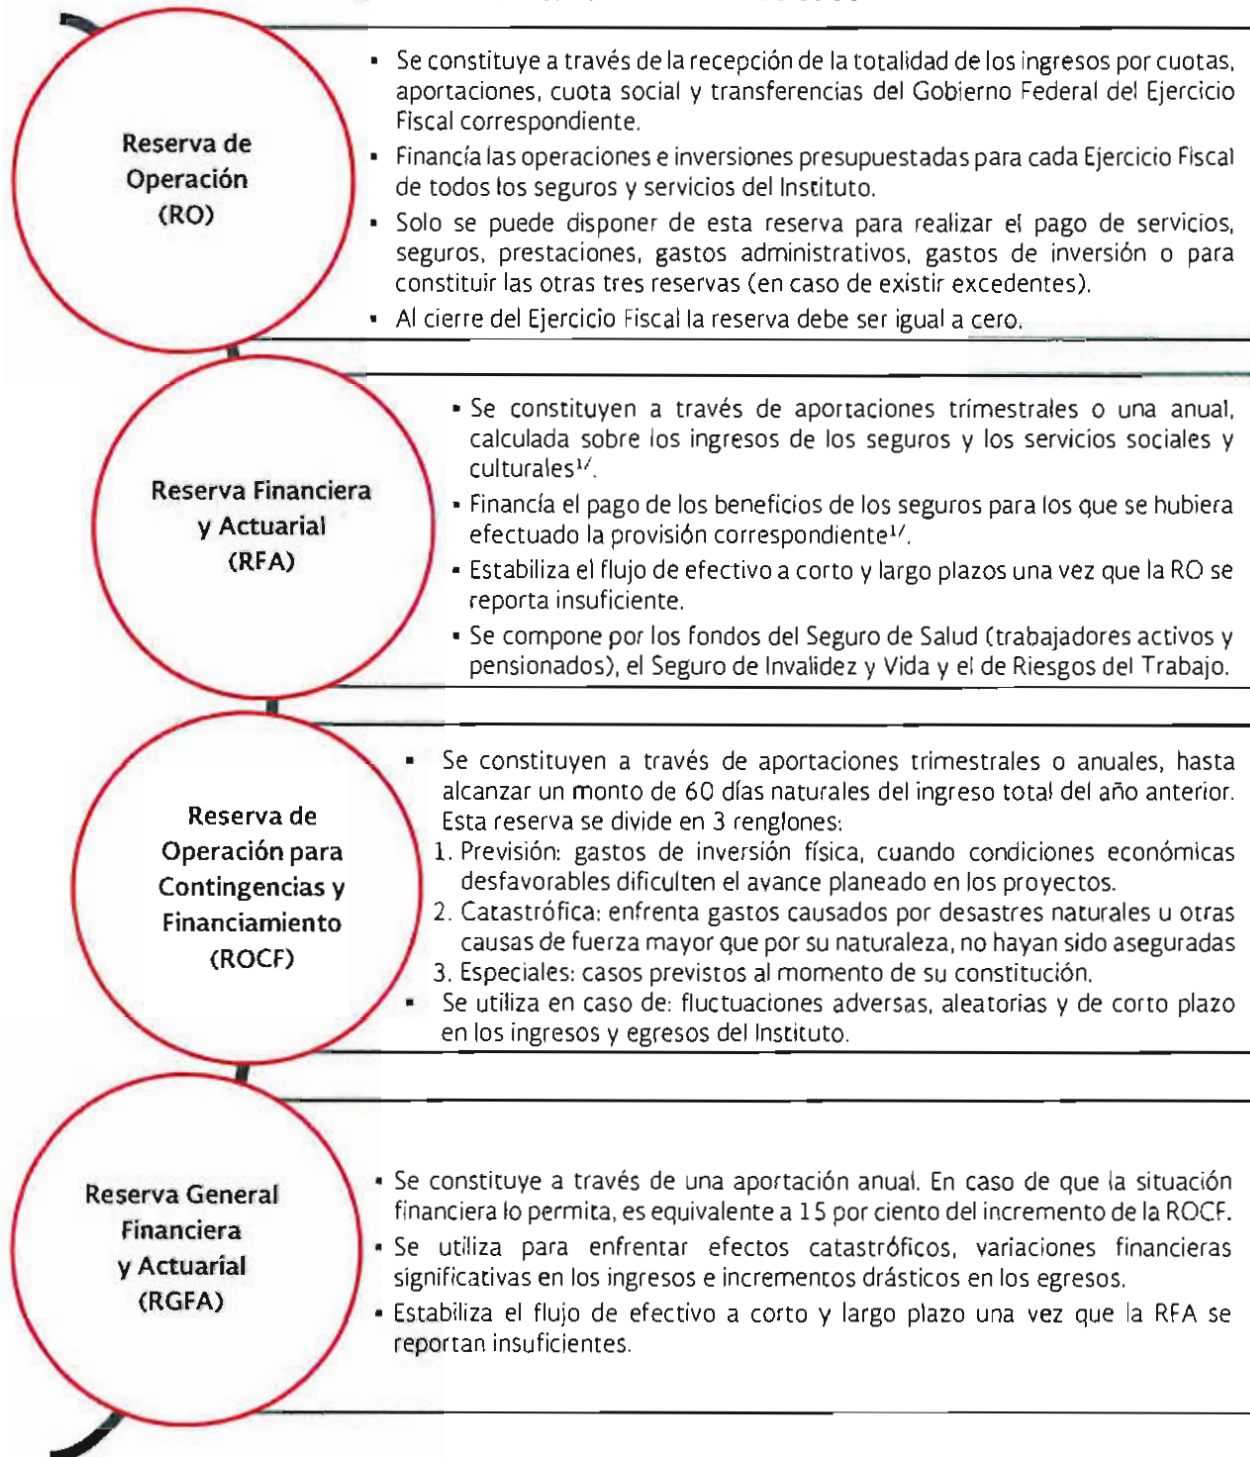 Reserva de
Operación
(RO)
▪ Se constituye a través de la recepción de la totalidad de los ingresos por cuotas,
aportaciones, cuota social y transferencias del Gobierno Federal del Ejercicio
Fiscal correspondiente.
▪ Financía las operaciones e inversiones presupuestadas para cada Ejercicio Fiscal
de todos los seguros y servicios del Instituto.
▪ Solo se puede disponer de esta reserva para realizar el pago de servicios,
seguros, prestaciones, gastos administrativos, gastos de inversión o para
constituir las otras tres reservas (en caso de existir excedentes).
▪ Al cierre del Ejercicio Fiscal la reserva debe ser igual a cero.
Reserva Financiera
y Actuarial
(RFA)
▪ Se constituyen a través de aportaciones trimestrales o una anual,
calculada sobre los ingresos de los seguros y los servicios sociales y
culturales¹/.
▪ Financía el pago de los beneficios de los seguros para los que se hubiera
efectuado la provisión correspondiente¹/.
▪ Estabiliza el flujo de efectivo a corto y largo plazos una vez que la RO se
reporta insuficiente.
▪ Se compone por los fondos del Seguro de Salud (trabajadores activos y
pensionados), el Seguro de Invalidez y Vida y el de Riesgos del Trabajo.
Reserva de
Operación para
Contingencias y
Financiamiento
(ROCF)
▪ Se constituyen a través de aportaciones trimestrales o anuales, hasta
alcanzar un monto de 60 días naturales del ingreso total del año anterior.
Esta reserva se divide en 3 renglones:
1. Previsión: gastos de inversión física, cuando condiciones económicas
desfavorables dificulten el avance planeado en los proyectos.
2. Catastrófica: enfrenta gastos causados por desastres naturales u otras
causas de fuerza mayor que por su naturaleza, no hayan sido aseguradas
3. Especiales: casos previstos al momento de su constitución.
▪ Se utiliza en caso de: fluctuaciones adversas, aleatorias y de corto plazo
en los ingresos y egresos del Instituto.
Reserva General
Financiera
y Actuarial
(RGFA)
▪ Se constituye a través de una aportación anual. En caso de que la situación
financiera lo permita, es equivalente a 15 por ciento del incremento de la ROCF.
▪ Se utiliza para enfrentar efectos catastróficos, variaciones financieras
significativas en los ingresos e incrementos drásticos en los egresos.
▪ Estabiliza el flujo de efectivo a corto y largo plazo una vez que la RFA se
reportan insuficientes.